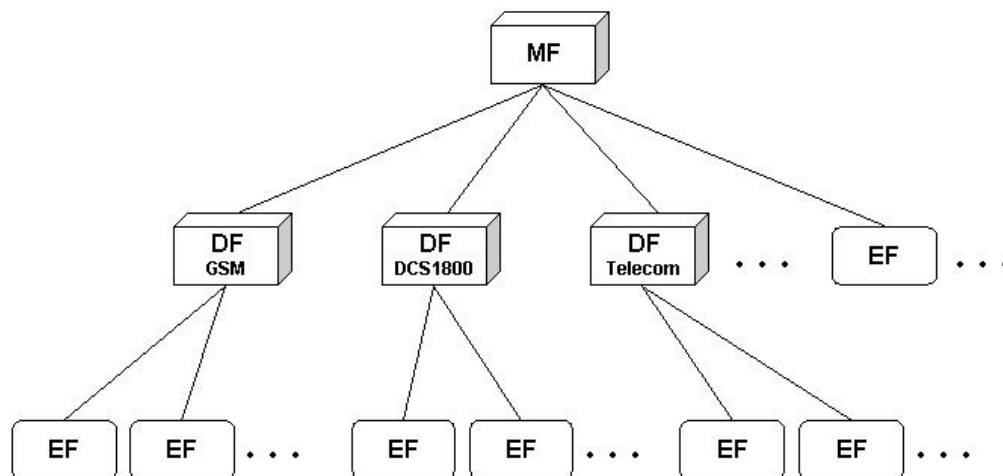 MF
DF
GSM
DF
DCS1800
DF
Telecom
. . .
EF
. . .
EF
EF
. . .
EF
EF
. . .
EF
EF
. . .